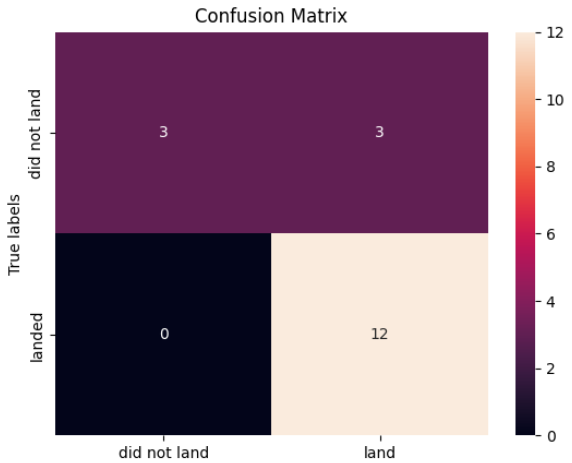 Confusion Matrix
True labels
did not land
landed
3
3
0
12
did not land
land
12
10
8
6
4
2
0